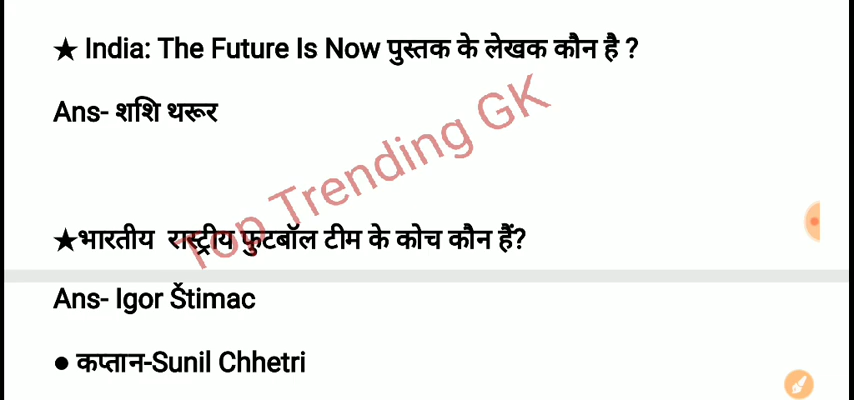 ★ India: The Future Is Now पुस्तक के लेखक कौन है ?
Ans- शशि थरूर
Top Trending GK
★भारतीय रास्ट्रीय फुटबॉल टीम के कोच कौन हैं?
Ans- Igor Štimac
● कप्तान-Sunil Chhetri